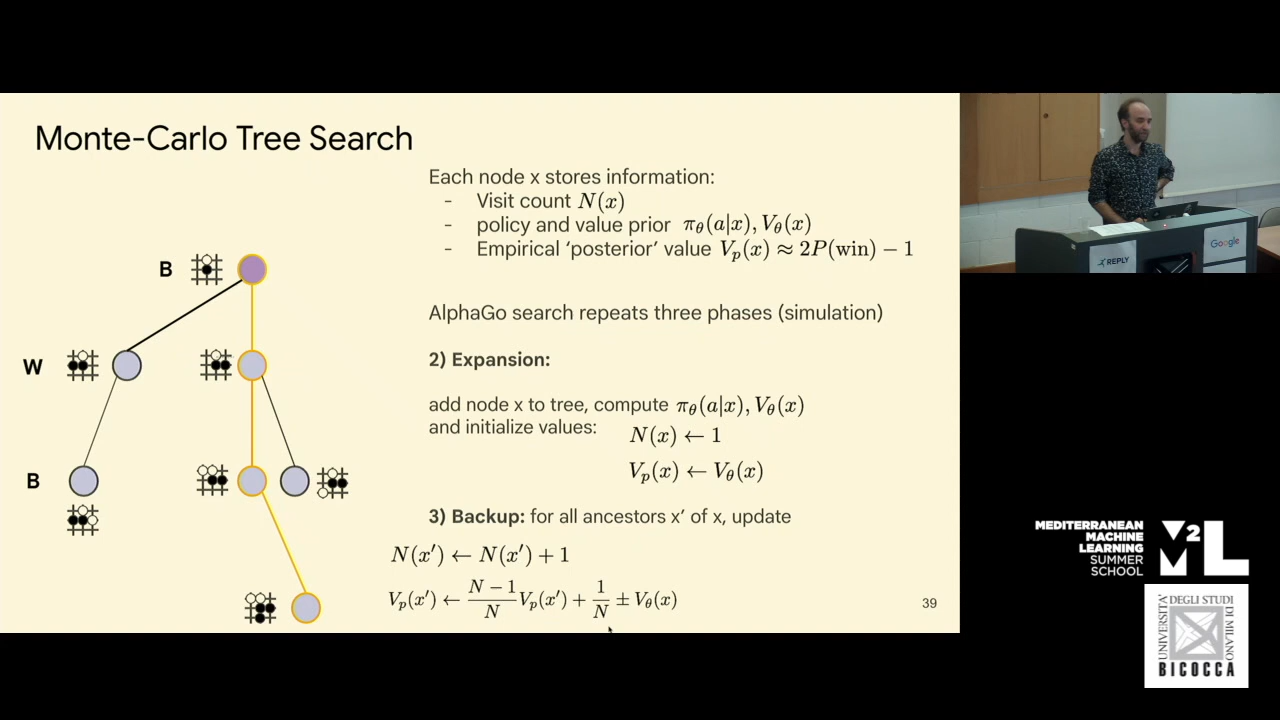 Monte-Carlo Tree Search
Each node x stores information:
- Visit count N(x)
- policy and value prior π_θ(a|x), V_θ(x)
- Empirical ‘posterior’ value V_p(x) ≈ 2P(win) − 1
AlphaGo search repeats three phases (simulation)
2) Expansion:
add node x to tree, compute π_θ(a|x), V_θ(x)
and initialize values:
N(x) ← 1
V_p(x) ← V_θ(x)
3) Backup: for all ancestors x’ of x, update
N(x′) ← N(x′) + 1
V_p(x′) ← \frac{N − 1}{N} V_p(x′) + \frac{1}{N} ± V_θ(x)
39
B
W
B
REPLY
Google
MEDITERRANEAN
MACHINE
LEARNING
SUMMER
SCHOOL
M2L
UNIVERSITA'
DEGLI STUDI
DI MILANO
BICOCCA